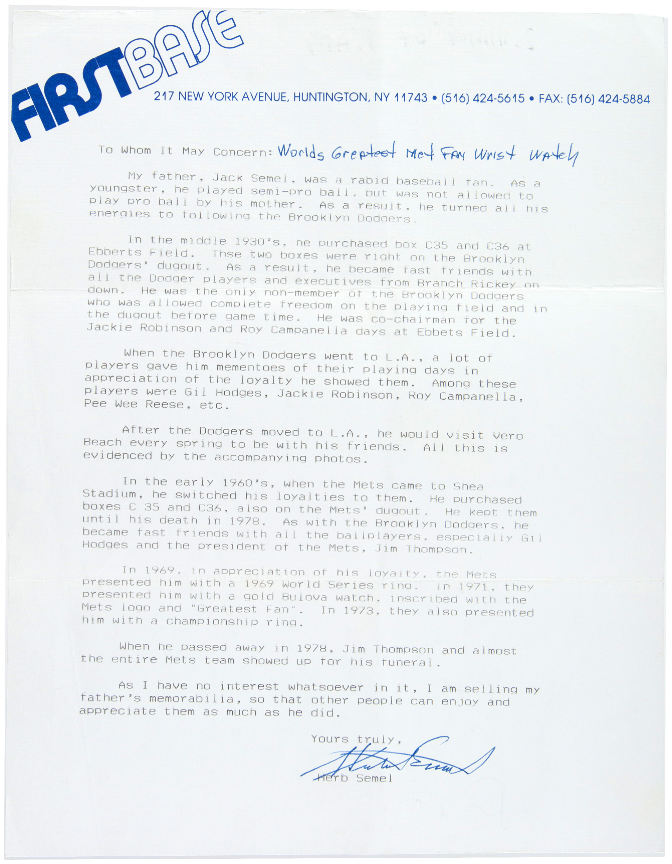 FIRSTBASE
217 NEW YORK AVENUE, HUNTINGTON, NY 11743 • (516) 424-5615 • FAX: (516) 424-5884
To Whom It May Concern: Worlds Greatest Met FAN Wrist Watch
My father, Jack Semel, was a rabid baseball fan. As a
youngster, he played semi-pro ball, but was not allowed to
play pro ball by his mother. As a result, he turned all his
energies to following the Brooklyn Dodgers.
In the middle 1930's, he purchased box C35 and C36 at
Ebberts Field. Thse two boxes were right on the Brooklyn
Dodgers' dugout. As a result, he became fast friends with
all the Dodger players and executives from Branch Rickey on
down. He was the only non-member of the Brooklyn Dodgers
who was allowed complete freedom on the playing field and in
the dugout before game time. He was co-chairman for the
Jackie Robinson and Roy Campanella days at Ebbets Field.
When the Brooklyn Dodgers went to L.A., a lot of
players gave him mementoes of their playing days in
appreciation of the loyalty he showed them. Among these
players were Gil Hodges, Jackie Robinson, Roy Campanella,
Pee Wee Reese, etc.
After the Dodgers moved to L.A., he would visit Vero
Beach every spring to be with his friends. All this is
evidenced by the accompanying photos.
In the early 1960's, when the Mets came to Shea
Stadium, he switched his loyalties to them. He purchased
boxes C 35 and C36, also on the Mets' dugout. He kept them
until his death in 1978. As with the Brooklyn Dodgers, he
became fast friends with all the ballplayers, especially Gil
Hodges and the president of the Mets, Jim Thompson.
In 1969, in appreciation of his loyalty, the Mets
presented him with a 1969 World Series ring. In 1971, they
presented him with a gold Bulova watch, inscribed with the
Mets logo and "Greatest Fan". In 1973, they also presented
him with a championship ring.
When he passed away in 1978, Jim Thompson and almost
the entire Mets team showed up for his funeral.
As I have no interest whatsoever in it, I am selling my
father's memorabilia, so that other people can enjoy and
appreciate them as much as he did.
Yours truly,
Herb Semel
Herb Semel